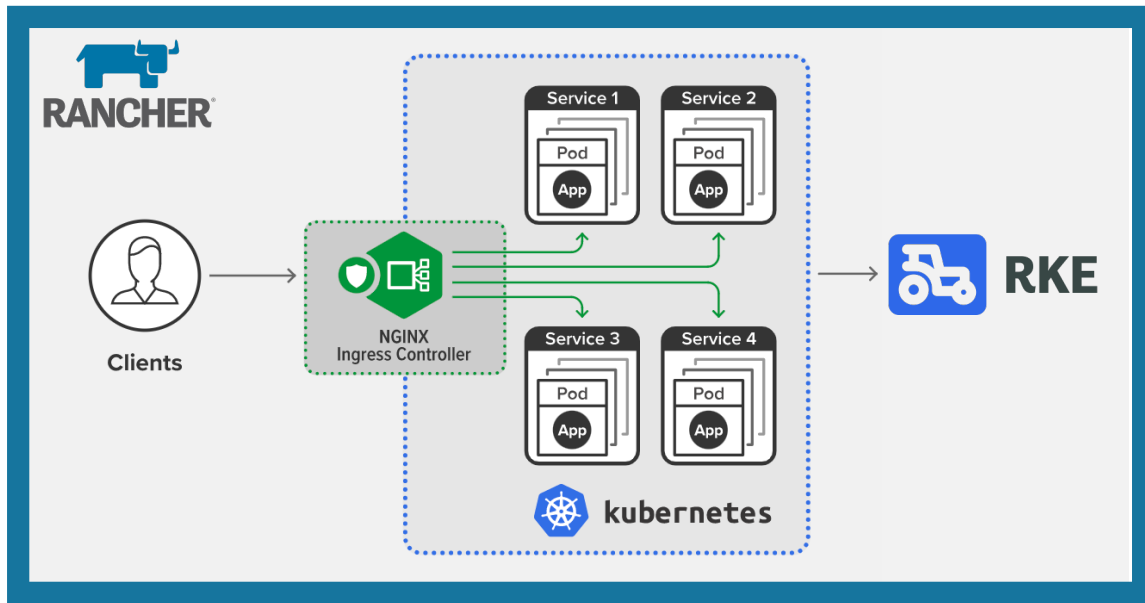 RANCHER®
Service 1
Pod
App
Service 2
Pod
App
Clients
NGINX
Ingress Controller
Service 3
Pod
App
Service 4
Pod
App
kubernetes
RKE